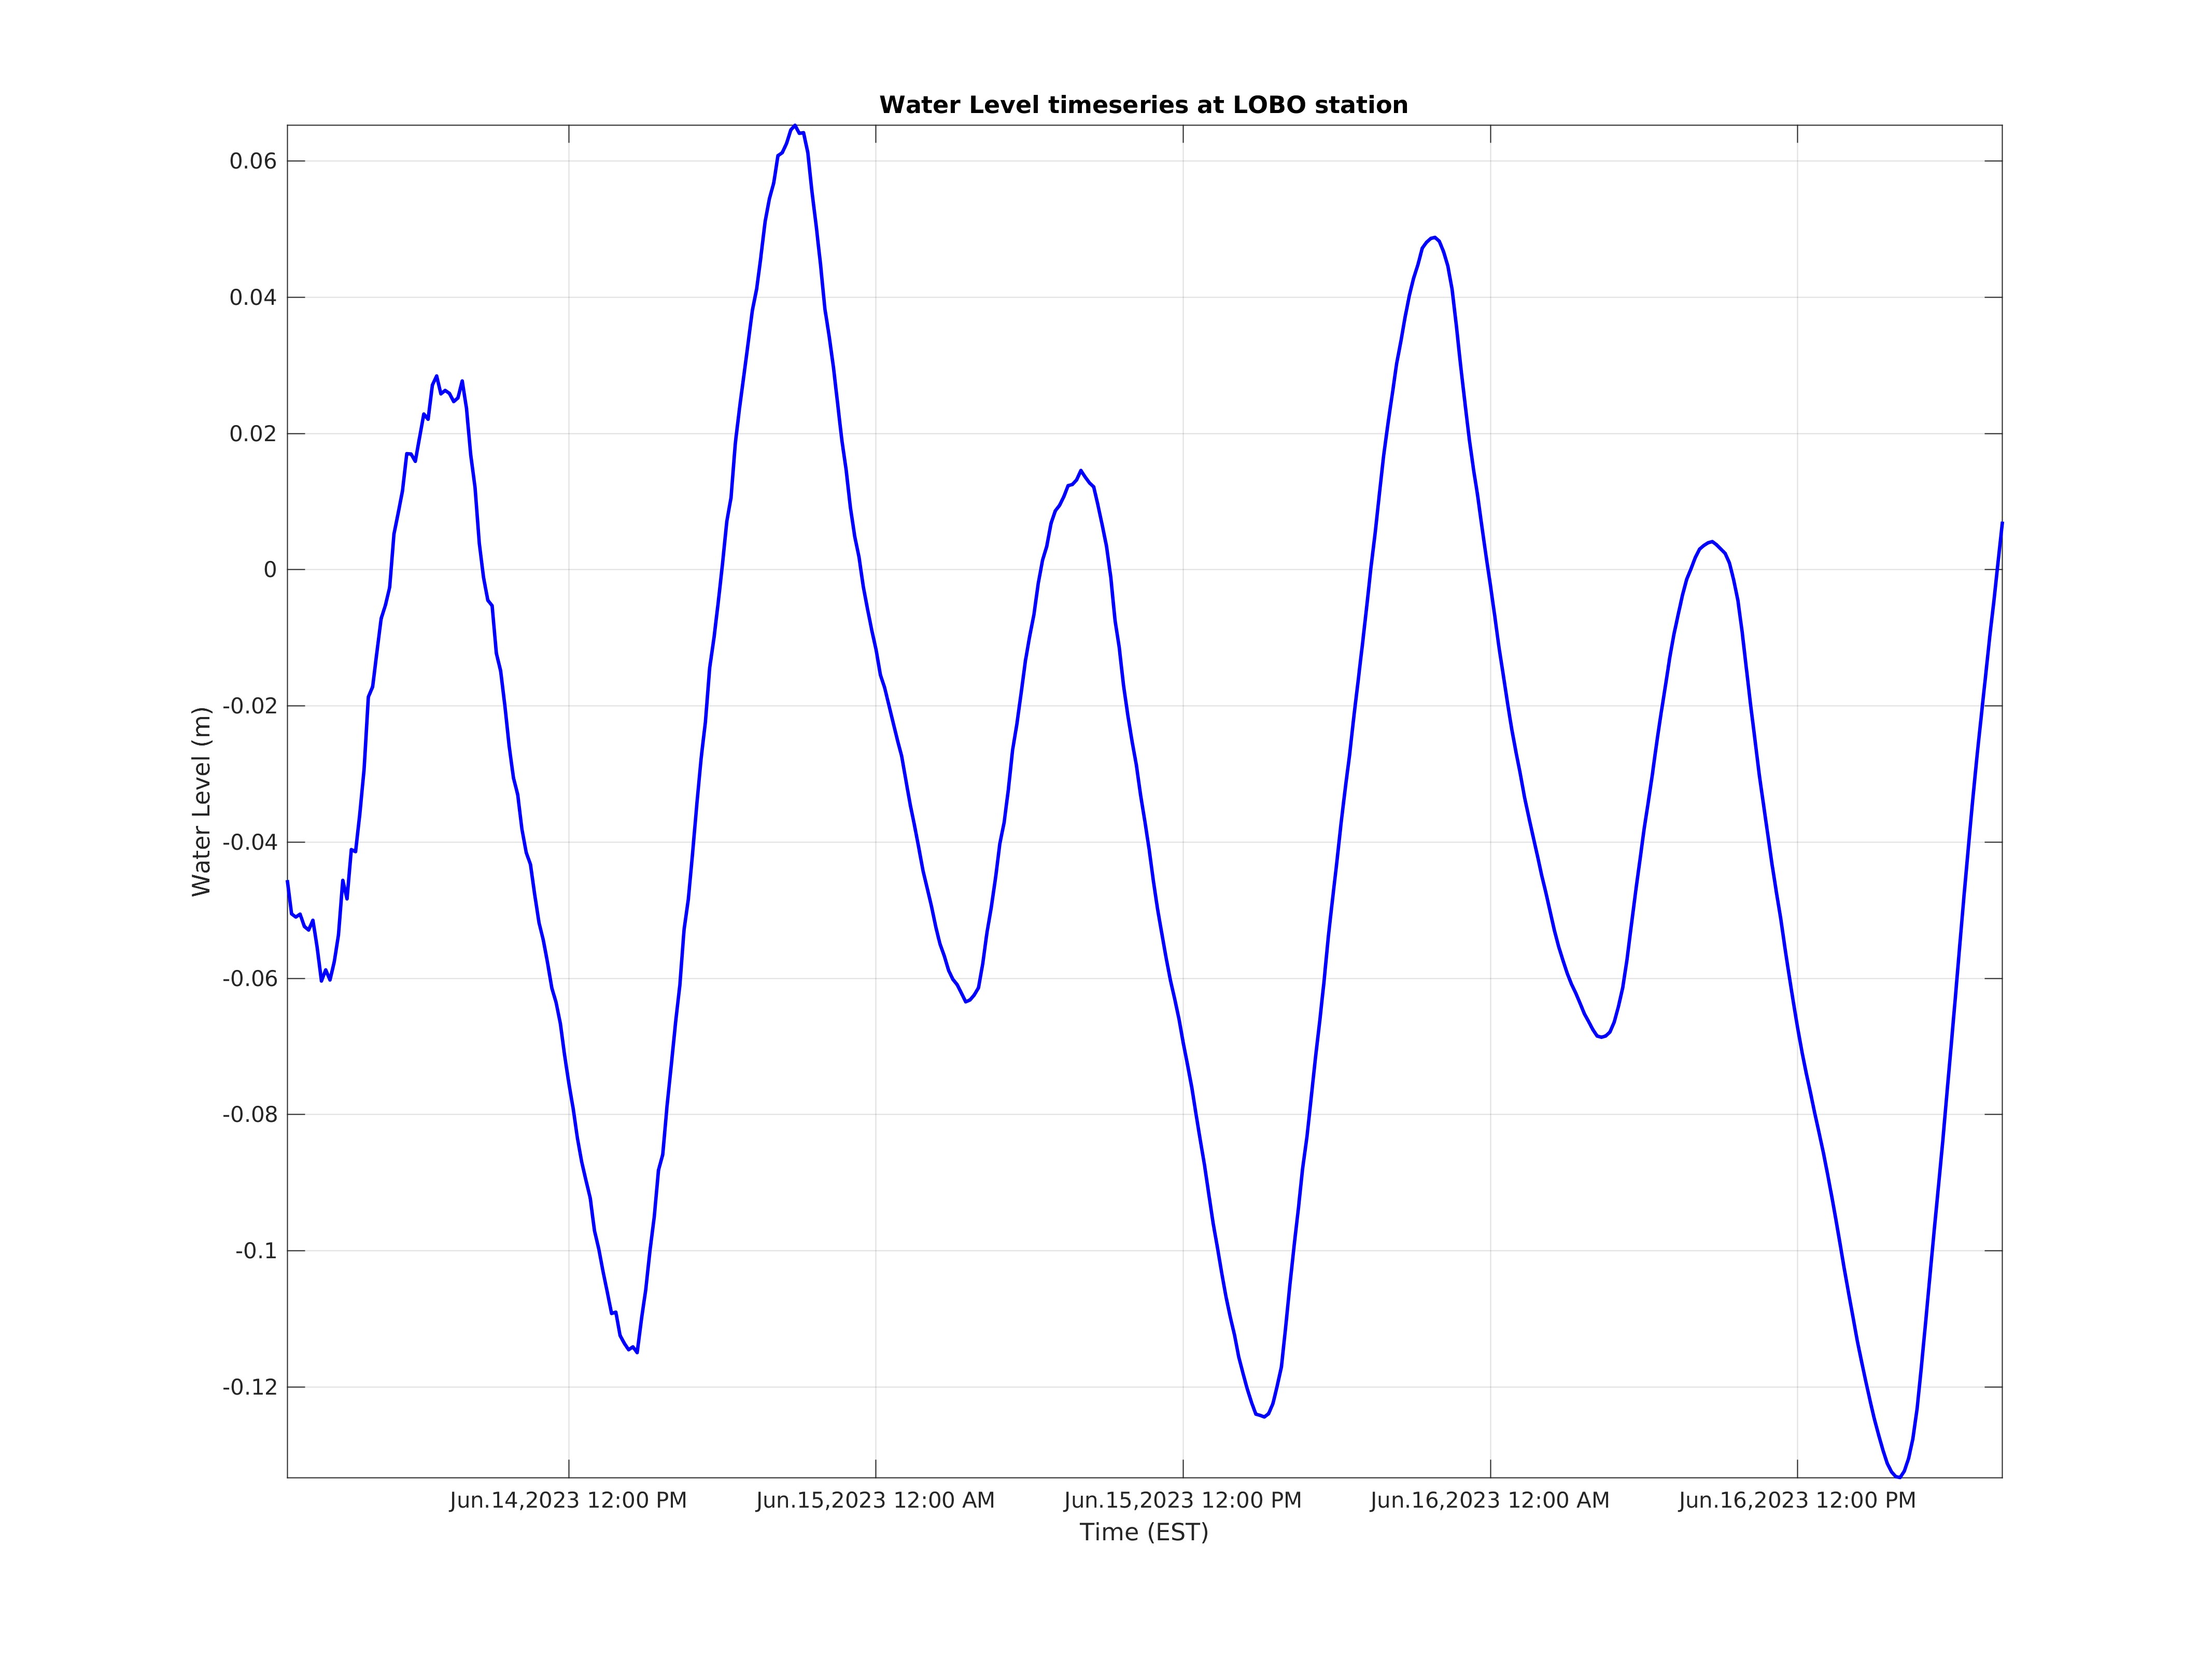 Water Level timeseries at LOBO station
0.06
0.04
0.02
0
-0.02
-0.04
-0.06
-0.08
-0.1
-0.12
Water Level (m)
Jun.14,2023 12:00 PM
Jun.15,2023 12:00 AM
Jun.15,2023 12:00 PM
Jun.16,2023 12:00 AM
Jun.16,2023 12:00 PM
Time (EST)